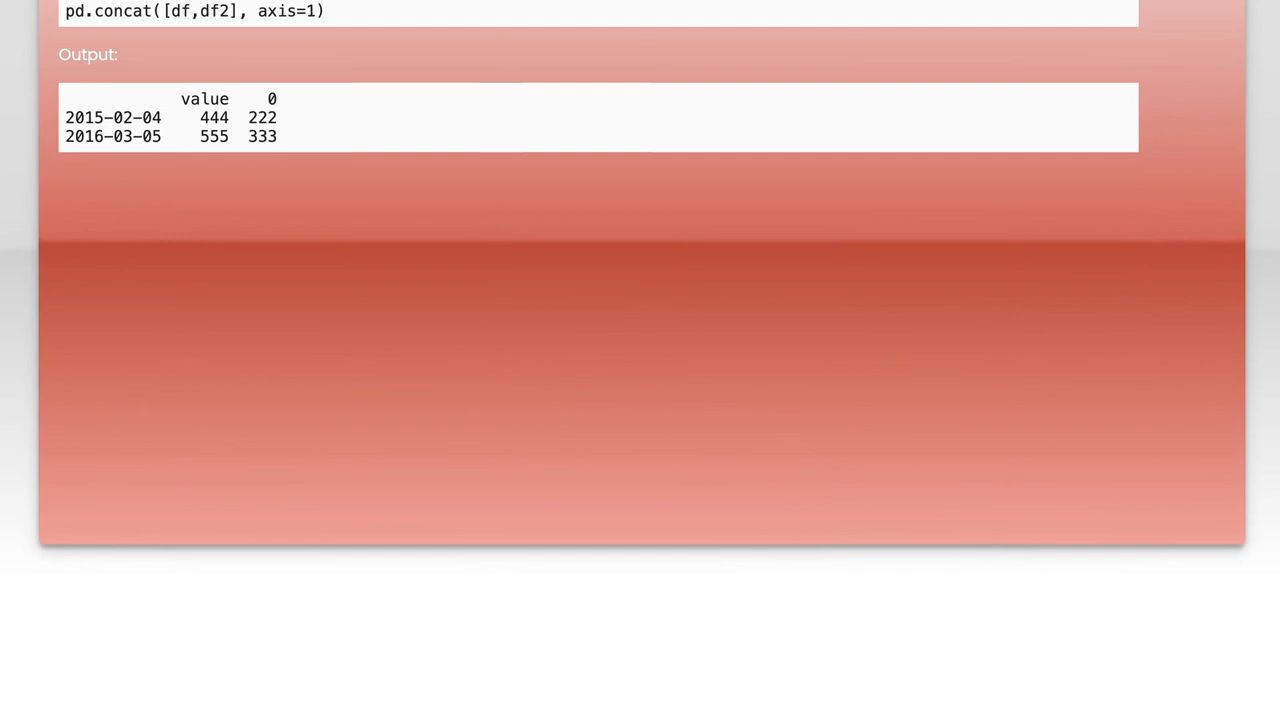 pd.concat([df,df2], axis=1)
Output:
            value    0
2015-02-04    444  222
2016-03-05    555  333